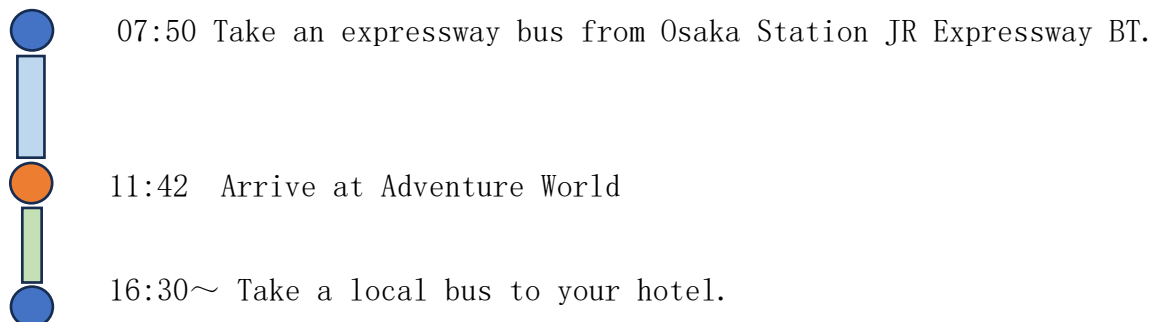 07:50 Take an expressway bus from Osaka Station JR Expressway BT.
11:42 Arrive at Adventure World
16:30～ Take a local bus to your hotel.